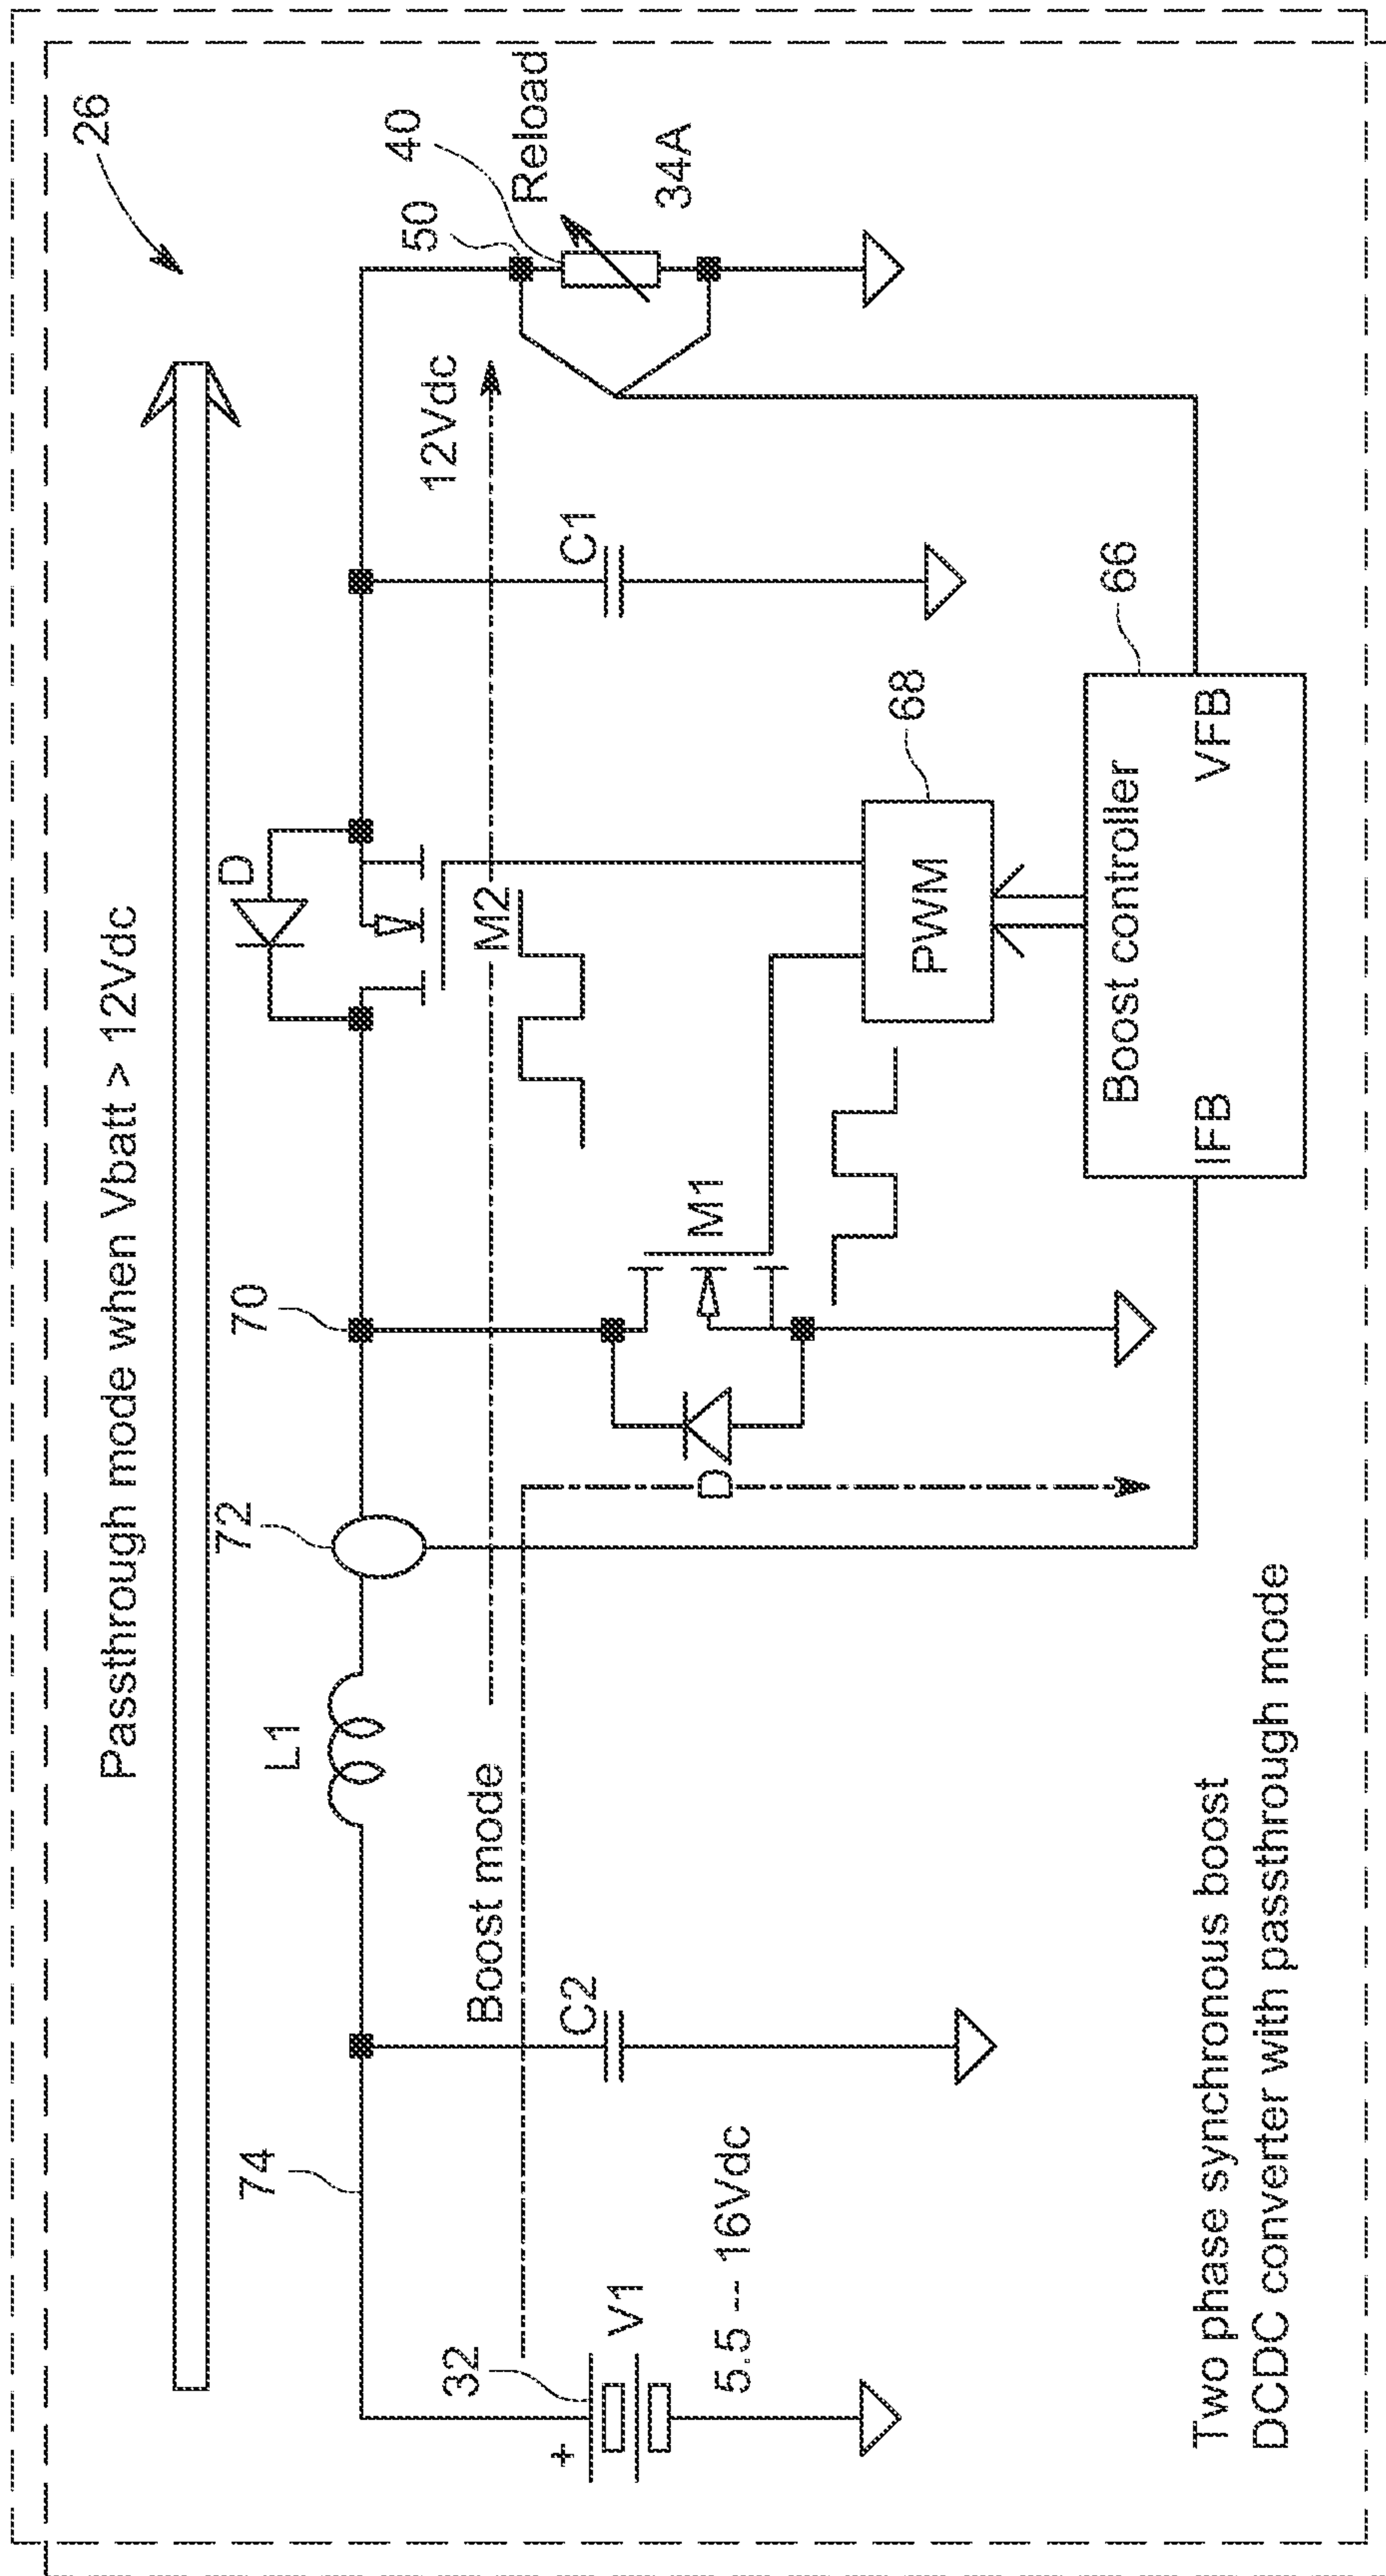 26
Passthrough mode when Vbatt > 12Vdc
74
L1
72
70
D
50
40
Reload
34A
12Vdc
32
+
V1
5.5 -- 16Vdc
C2
Boost mode
D
M1
M2
C1
PWM
68
Boost controller
66
IFB
VFB
Two phase synchronous boost
DCDC converter with passthrough mode